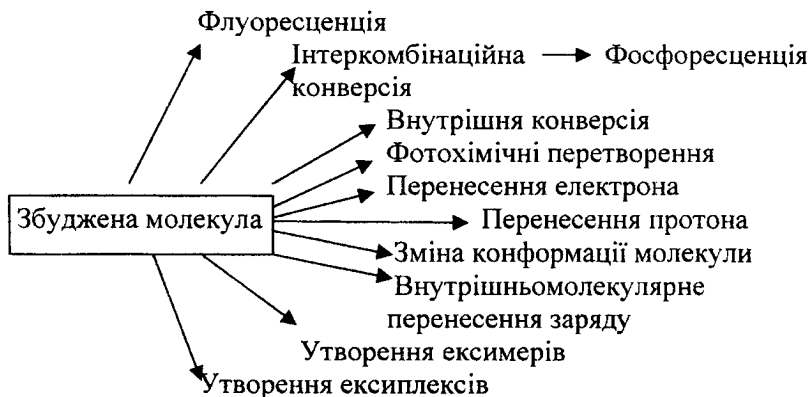 Флуоресценція
Інтеркомбінаційна Фосфоресценція
конверсія
Внутрішня конверсія
Фотохімічні перетворення
Перенесення електрона
Збуджена молекула
Перенесення протона
Зміна конформації молекули
Внутрішньомолекулярне
перенесення заряду
Утворення ексимерів
Утворення ексиплексів